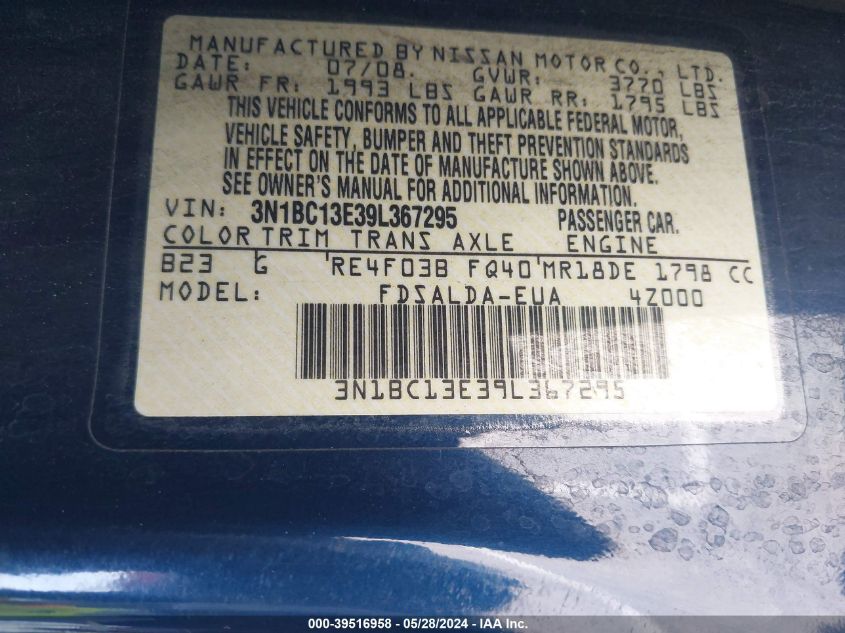 MANUFACTURED BY NISSAN MOTOR CO., LTD.
DATE: 07/08. GVWR: 3770 LBS
GAWR FR: 1993 LBS GAWR RR: 1795 LBS
THIS VEHICLE CONFORMS TO ALL APPLICABLE FEDERAL MOTOR,
VEHICLE SAFETY, BUMPER AND THEFT PREVENTION STANDARDS
IN EFFECT ON THE DATE OF MANUFACTURE SHOWN ABOVE.
SEE OWNER'S MANUAL FOR ADDITIONAL INFORMATION.
VIN: 3N1BC13E39L367295 PASSENGER CAR.
COLOR TRIM TRANS AXLE ENGINE
B23 G RE4F03B FQ40 MR18DE 1798 CC
MODEL: FDSALDA-EUA 4Z000
3N1BC13E39L367295
000-39516958 - 05/28/2024 - IAA Inc.